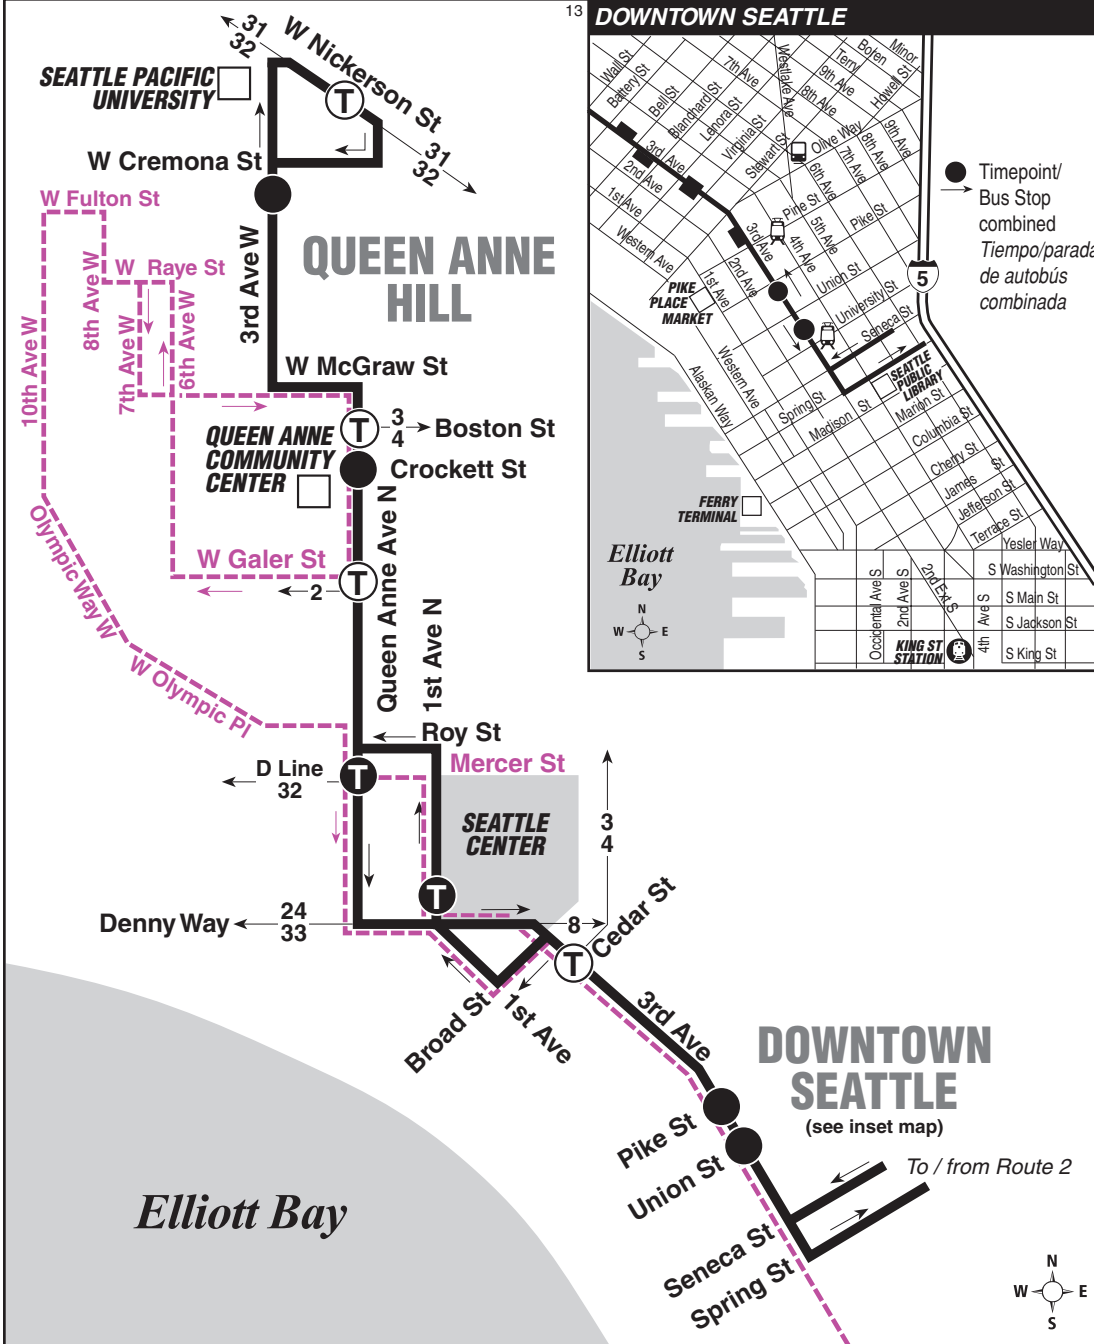 13
DOWNTOWN SEATTLE
31
32
W Nickerson St
SEATTLE PACIFIC
UNIVERSITY
T
W Cremona St
31
32
W Fulton St
W Raye St
QUEEN ANNE
HILL
3rd Ave W
8th Ave W
7th Ave W
6th Ave W
10th Ave W
W McGraw St
T
3
4
Boston St
QUEEN ANNE
COMMUNITY
CENTER
Crockett St
W Galer St
T
2
Queen Anne Ave N
1st Ave N
Olympic Way W
W Olympic Pl
Roy St
Mercer St
D Line
32
T
SEATTLE
CENTER
3
4
T
Denny Way
24
33
8
Cedar St
T
Broad St
1st Ave
3rd Ave
DOWNTOWN
SEATTLE
(see inset map)
Pike St
Union St
To / from Route 2
Seneca St
Spring St
Elliott Bay
N
W
E
S
Wall St
Battery St
Bell St
Blanchard St
Lenora St
Virginia St
Stewart St
Westlake Ave
7th Ave
Terry
Boren
Minor
9th Ave
8th Ave
Howell St
Olive Way
9th Ave
8th Ave
7th Ave
6th Ave
5th Ave
4th Ave
3rd Ave
3rd Ave
2nd Ave
1st Ave
Western Ave
Pine St
Pike St
Union St
University St
Seneca St
2nd Ave
1st Ave
PIKE
PLACE
MARKET
5
SEATTLE
PUBLIC
LIBRARY
Western Ave
Alaskan Way
Spring St
Madison St
Marion St
Columbia St
Cherry St
James St
Jefferson St
Terrace St
Yesler Way
S Washington St
S Main St
S Jackson St
S King St
FERRY
TERMINAL
Elliott
Bay
N
W
E
S
Occidental Ave S
2nd Ave S
2nd Ext S
4th Ave S
KING ST
STATION
Timepoint/
Bus Stop
combined
Tiempo/parada
de autobús
combinada